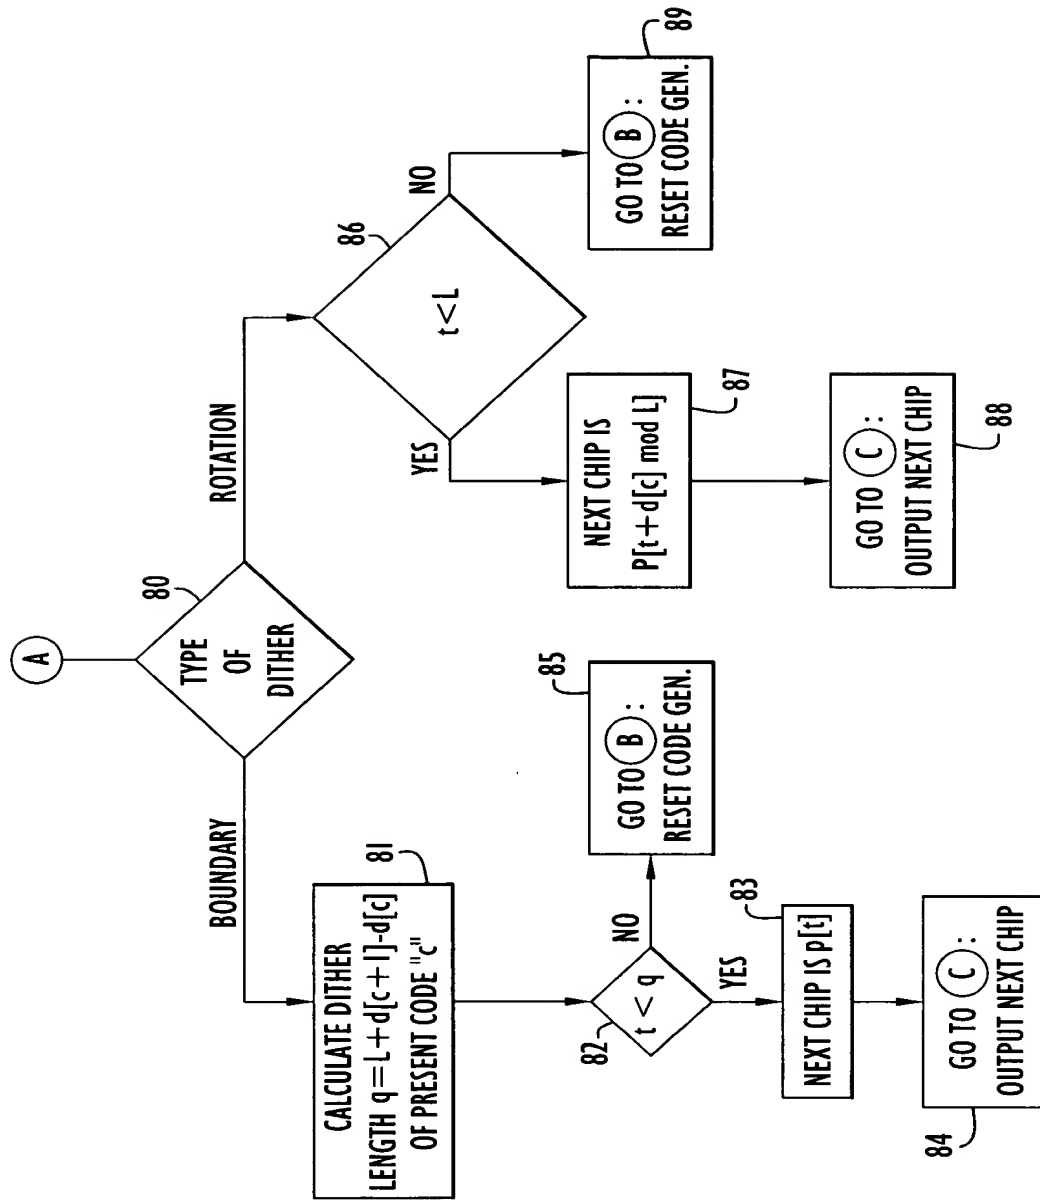 A
80
TYPE
OF
DITHER
BOUNDARY
ROTATION
81
CALCULATE DITHER
LENGTH q=L+d[c+1]-d[c]
OF PRESENT CODE "c"
82
t < q
NO
YES
85
GO TO B :
RESET CODE GEN.
83
NEXT CHIP IS p[t]
84
GO TO C :
OUTPUT NEXT CHIP
86
t<L
YES
NO
87
NEXT CHIP IS
P[t+d[c] mod L]
88
GO TO C :
OUTPUT NEXT CHIP
89
GO TO B :
RESET CODE GEN.